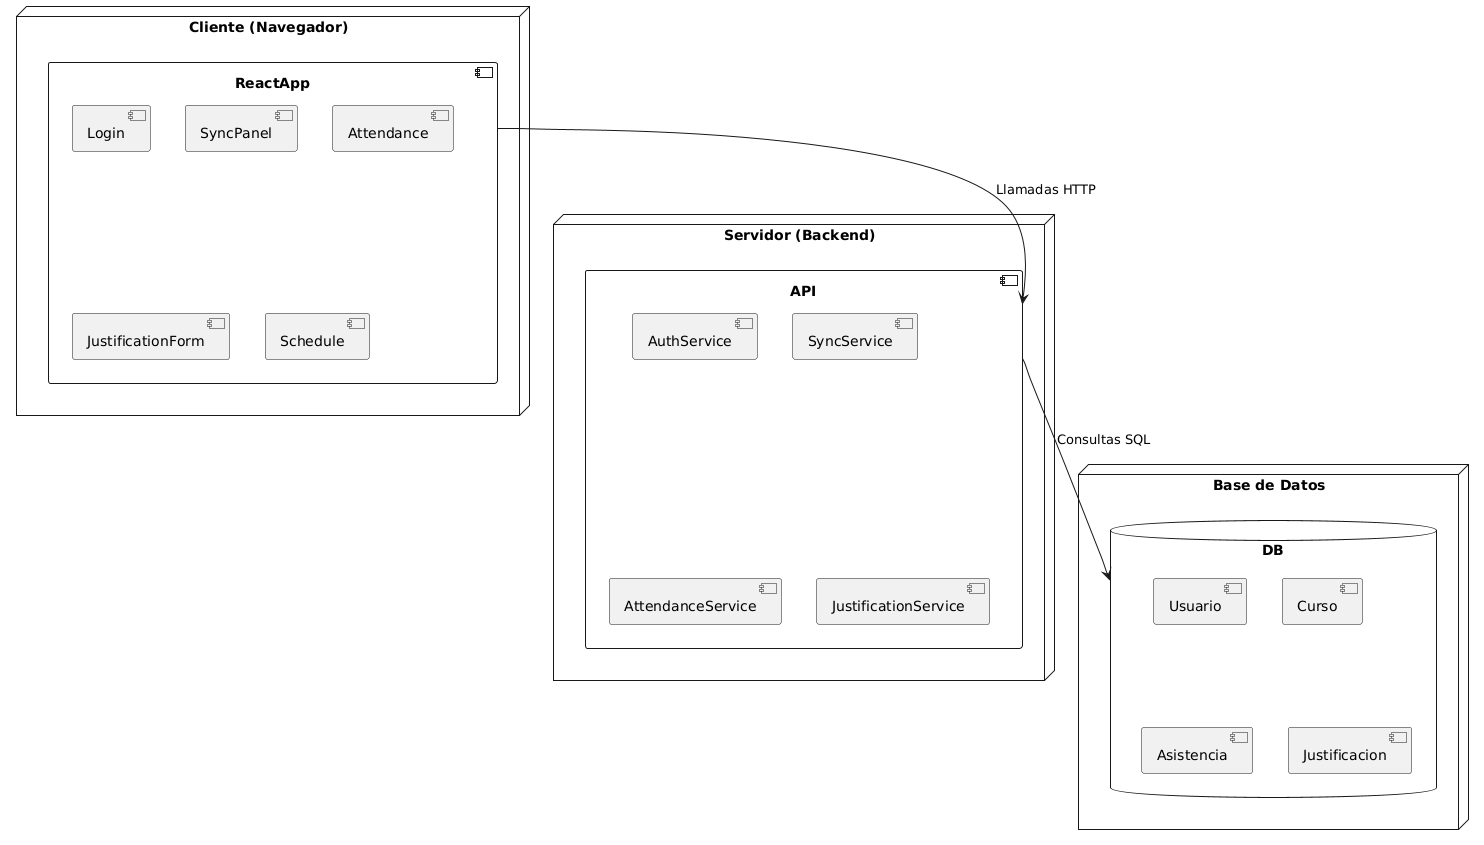 Cliente (Navegador)
ReactApp
Login
SyncPanel
Attendance
JustificationForm
Schedule
Llamadas HTTP
Servidor (Backend)
API
AuthService
SyncService
AttendanceService
JustificationService
Consultas SQL
Base de Datos
DB
Usuario
Curso
Asistencia
Justificacion